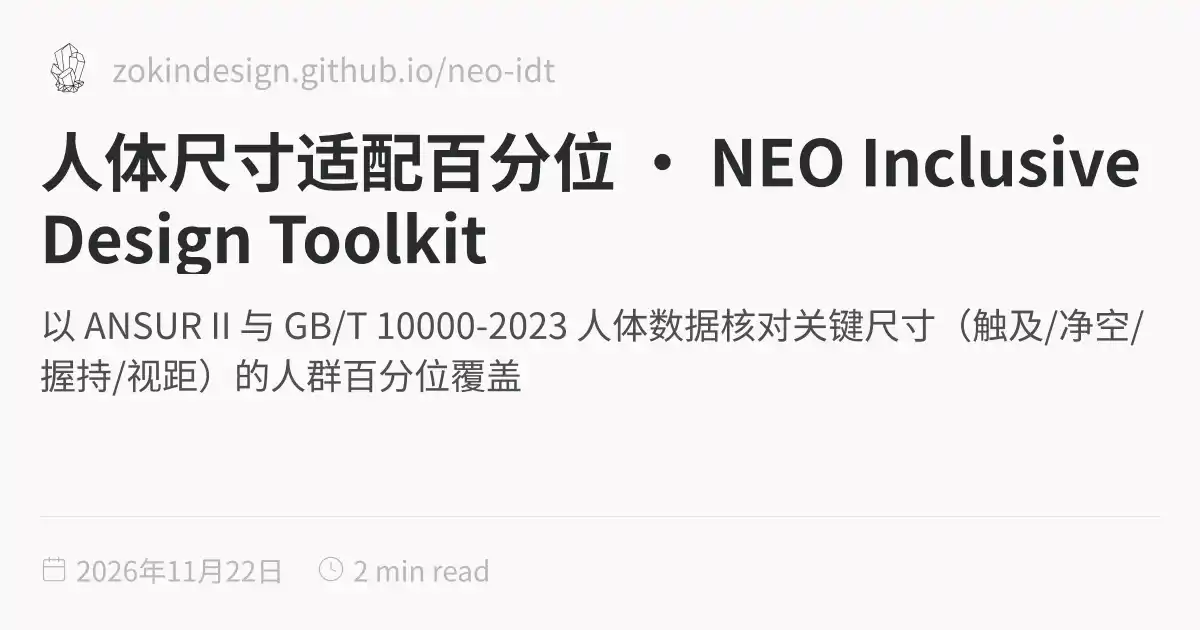 zokindesign.github.io/neo-idt
人体尺寸适配百分位 · NEO Inclusive
Design Toolkit
以 ANSUR II 与 GB/T 10000-2023 人体数据核对关键尺寸（触及/净空/
握持/视距）的人群百分位覆盖
2026年11月22日 2 min read